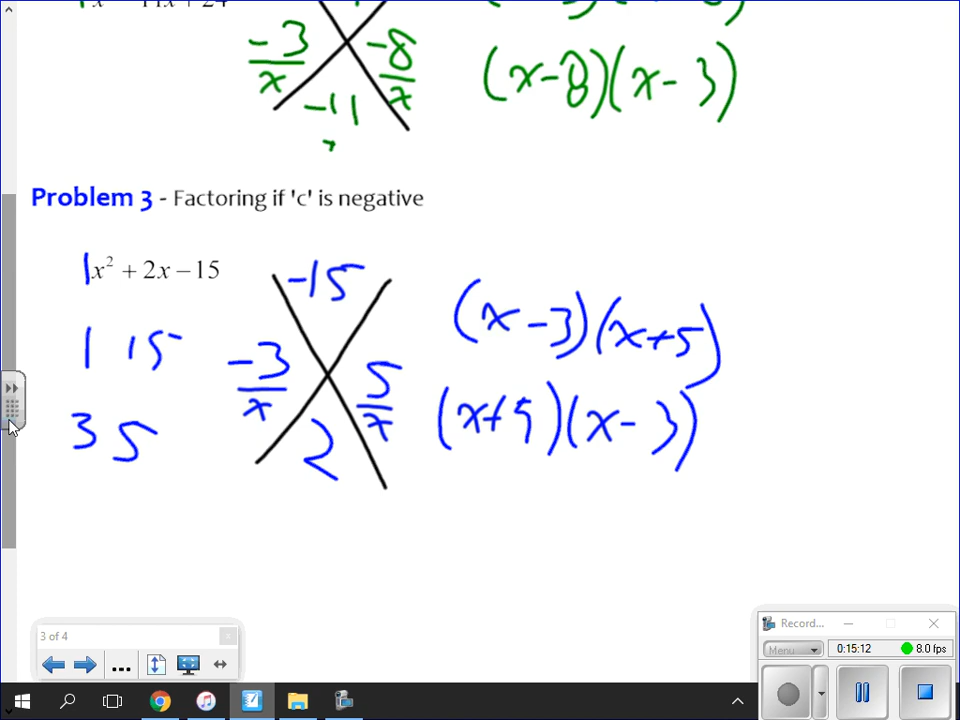 -3/x -8/x
-11
(x-8)(x-3)
Problem 3 - Factoring if 'c' is negative
1x² + 2x − 15
-15
1 15
3 5
-3/x 5/x
2
(x-3)(x+5)
(x+5)(x-3)
3 of 4
Record...
Menu
0:15:12
8.0 fps